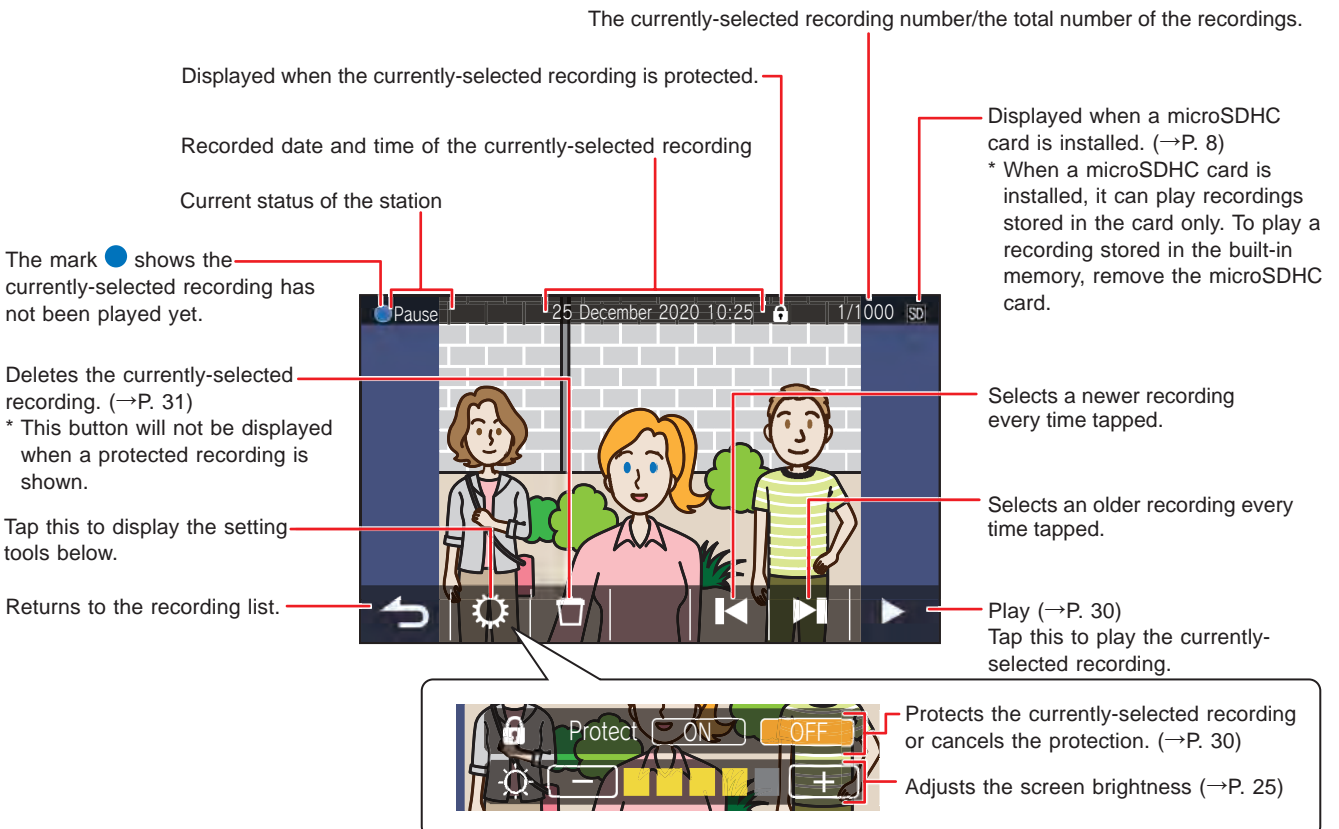 The currently-selected recording number/the total number of the recordings.
Displayed when the currently-selected recording is protected.
Recorded date and time of the currently-selected recording
Current status of the station
The mark shows the
currently-selected recording has
not been played yet.
Deletes the currently-selected
recording. (→P. 31)
* This button will not be displayed
when a protected recording is
shown.
Tap this to display the setting
tools below.
Returns to the recording list.
Pause
25 December 2020 10:25
1/1000
SD
Displayed when a microSDHC
card is installed. (→P. 8)
* When a microSDHC card is
installed, it can play recordings
stored in the card only. To play a
recording stored in the built-in
memory, remove the microSDHC
card.
Selects a newer recording
every time tapped.
Selects an older recording every
time tapped.
Play (→P. 30)
Tap this to play the currently-
selected recording.
Protect ON OFF
Protects the currently-selected recording
or cancels the protection. (→P. 30)
Adjusts the screen brightness (→P. 25)